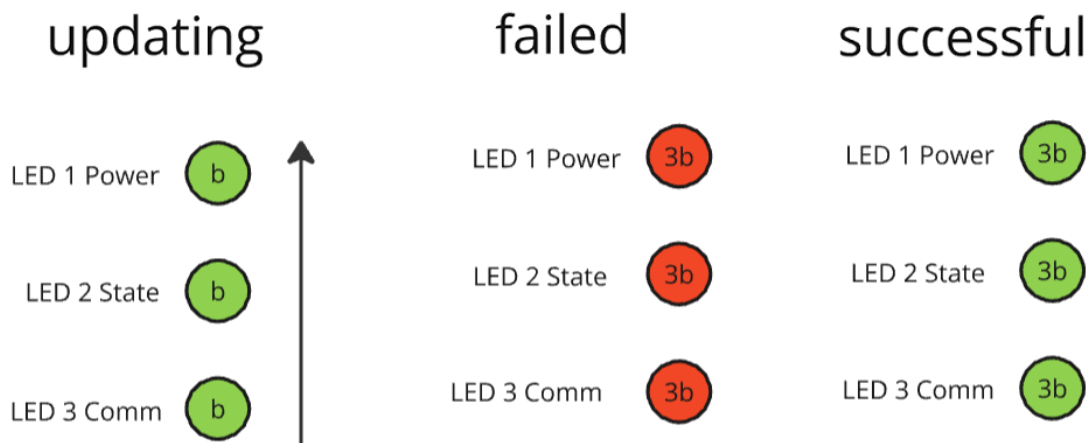 updating
LED 1 Power b
LED 2 State b
LED 3 Comm b
failed
LED 1 Power 3b
LED 2 State 3b
LED 3 Comm 3b
successful
LED 1 Power 3b
LED 2 State 3b
LED 3 Comm 3b